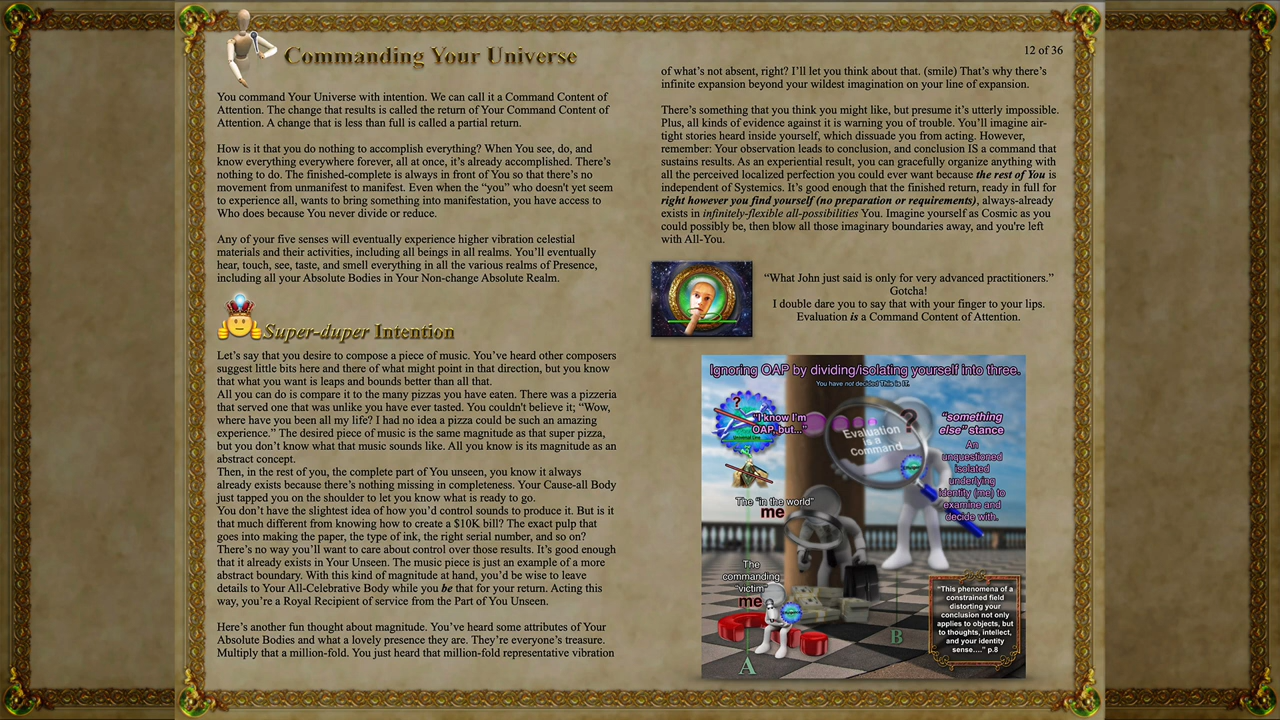 Commanding Your Universe
You command Your Universe with intention. We can call it a Command Content of
Attention. The change that results is called the return of Your Command Content of
Attention. A change that is less than full is called a partial return.
How is it that you do nothing to accomplish everything? When You see, do, and
know everything everywhere forever, all at once, it's already accomplished. There's
nothing to do. The finished-complete is always in front of You so that there's no
movement from unmanifest to manifest. Even when the “you” who doesn't yet seem
to experience all, wants to bring something into manifestation, you have access to
Who does because You never divide or reduce.
Any of your five senses will eventually experience higher vibration celestial
materials and their activities, including all beings in all realms. You’ll eventually
hear, touch, see, taste, and smell everything in all the various realms of Presence,
including all your Absolute Bodies in Your Non-change Absolute Realm.
Super-duper Intention
Let’s say that you desire to compose a piece of music. You’ve heard other composers
suggest little bits here and there of what might point in that direction, but you know
that what you want is leaps and bounds better than all that.
All you can do is compare it to the many pizzas you have eaten. There was a pizzeria
that served one that was unlike you have ever tasted. You couldn't believe it; “Wow,
where have you been all my life? I had no idea a pizza could be such an amazing
experience.” The desired piece of music is the same magnitude as that super pizza,
but you don’t know what that music sounds like. All you know is its magnitude as an
abstract concept.
Then, in the rest of you, the complete part of You unseen, you know it always
already exists because there’s nothing missing in completeness. Your Cause-all Body
just tapped you on the shoulder to let you know what is ready to go.
You don’t have the slightest idea of how you’d control sounds to produce it. But is it
that much different from knowing how to create a $10K bill? The exact pulp that
goes into making the paper, the type of ink, the right serial number, and so on?
There’s no way you’ll want to care about control over those results. It’s good enough
that it already exists in Your Unseen. The music piece is just an example of a more
abstract boundary. With this kind of magnitude at hand, you’d be wise to leave
details to Your All-Celebrative Body while you be that for your return. Acting this
way, you’re a Royal Recipient of service from the Part of You Unseen.
Here’s another fun thought about magnitude. You’ve heard some attributes of Your
Absolute Bodies and what a lovely presence they are. They’re everyone’s treasure.
Multiply that a million-fold. You just heard that million-fold representative vibration
12 of 36
of what’s not absent, right? I’ll let you think about that. (smile) That’s why there’s
infinite expansion beyond your wildest imagination on your line of expansion.
There’s something that you think you might like, but presume it’s utterly impossible.
Plus, all kinds of evidence against it is warning you of trouble. You’ll imagine air-
tight stories heard inside yourself, which dissuade you from acting. However,
remember: Your observation leads to conclusion, and conclusion IS a command that
sustains results. As an experiential result, you can gracefully organize anything with
all the perceived localized perfection you could ever want because the rest of You is
independent of Systemics. It’s good enough that the finished return, ready in full for
right however you find yourself (no preparation or requirements), always-already
exists in infinitely-flexible all-possibilities You. Imagine yourself as Cosmic as you
could possibly be, then blow all those imaginary boundaries away, and you're left
with All-You.
“What John just said is only for very advanced practitioners.”
Gotcha!
I double dare you to say that with your finger to your lips.
Evaluation is a Command Content of Attention.
Ignoring OAP by dividing/isolating yourself into three.
You have not decided This is IT.
?
"I know I'm
OAP, but..."
Universal Line
?
Evaluation
is a
Command
“something
else” stance
An
unquestioned
isolated
underlying
identity (me) to
examine and
decide with.
The “in the world”
me
The
commanding
“victim”
me
A
B
“This phenomena of a
constrained field
distorting your
conclusion not only
applies to objects, but
to thoughts, intellect,
and your identity
sense....” p.8